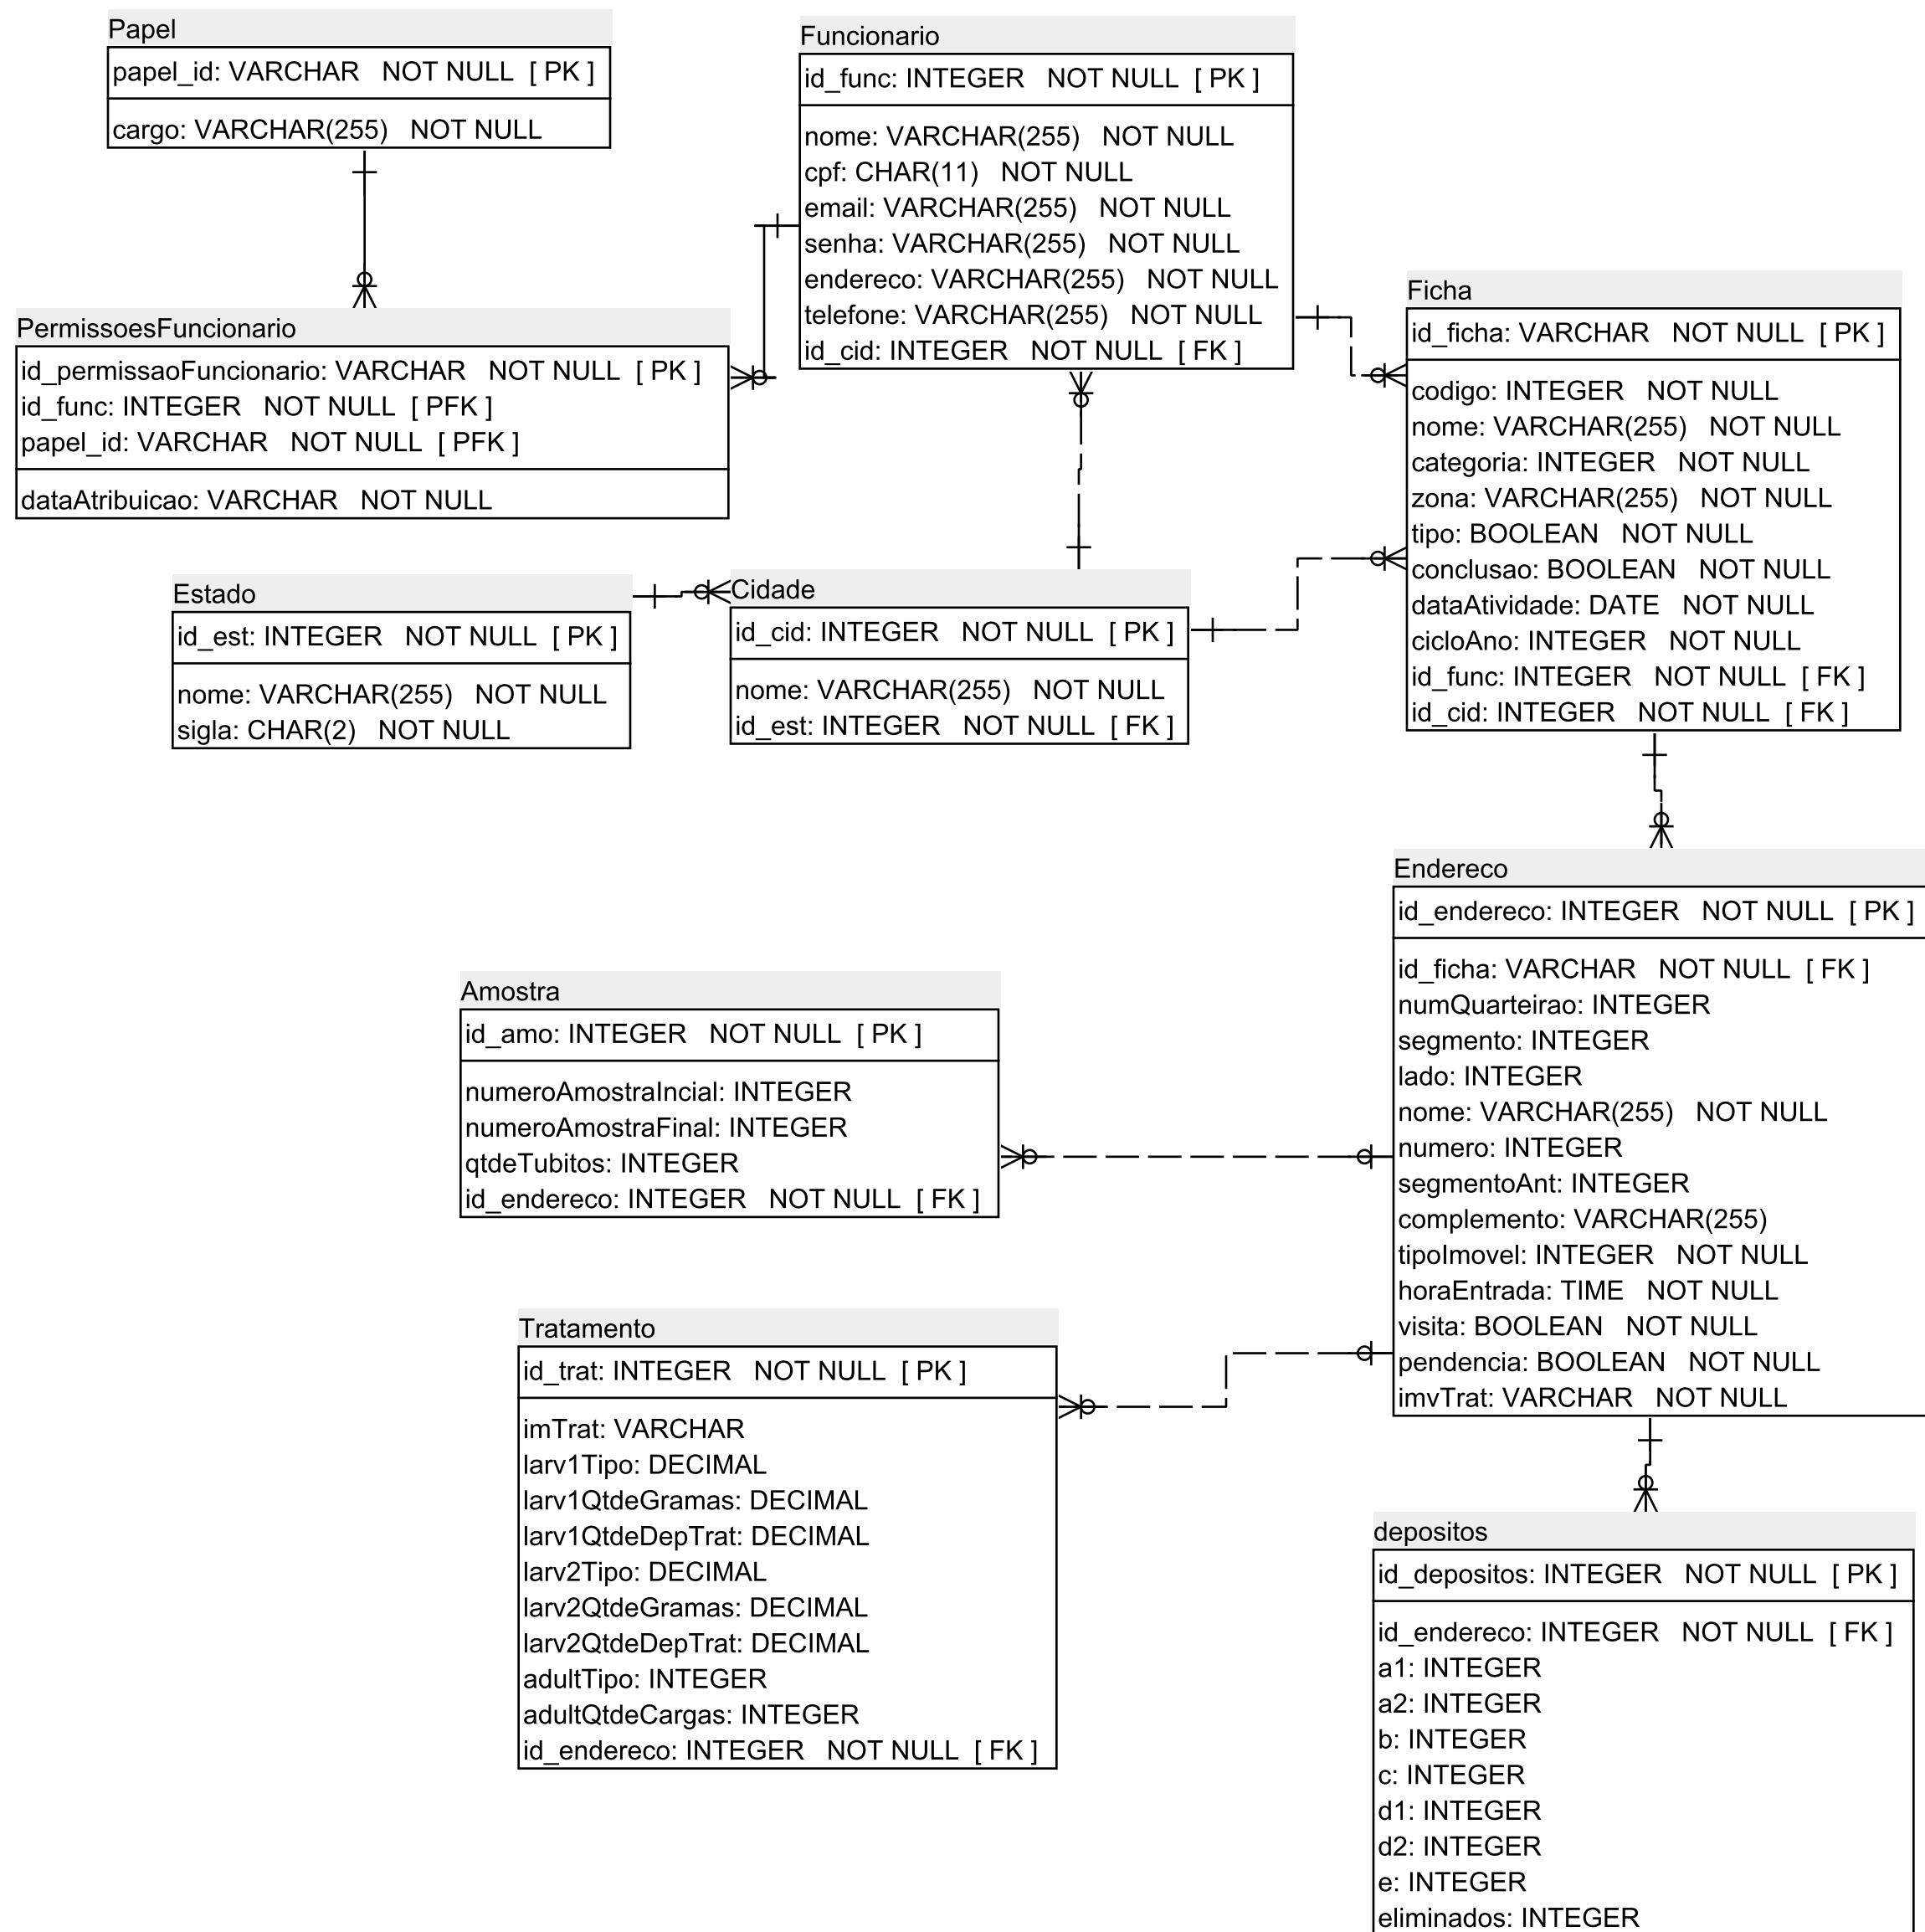 Papel
papel_id: VARCHAR   NOT NULL  [ PK ]
cargo: VARCHAR(255)   NOT NULL
Funcionario
id_func: INTEGER   NOT NULL  [ PK ]
nome: VARCHAR(255)   NOT NULL
cpf: CHAR(11)   NOT NULL
email: VARCHAR(255)   NOT NULL
senha: VARCHAR(255)   NOT NULL
endereco: VARCHAR(255)   NOT NULL
telefone: VARCHAR(255)   NOT NULL
id_cid: INTEGER   NOT NULL  [ FK ]
PermissoesFuncionario
id_permissaoFuncionario: VARCHAR   NOT NULL  [ PK ]
id_func: INTEGER   NOT NULL  [ PFK ]
papel_id: VARCHAR   NOT NULL  [ PFK ]
dataAtribuicao: VARCHAR   NOT NULL
Ficha
id_ficha: VARCHAR   NOT NULL  [ PK ]
codigo: INTEGER   NOT NULL
nome: VARCHAR(255)   NOT NULL
categoria: INTEGER   NOT NULL
zona: VARCHAR(255)   NOT NULL
tipo: BOOLEAN   NOT NULL
conclusao: BOOLEAN   NOT NULL
dataAtividade: DATE   NOT NULL
cicloAno: INTEGER   NOT NULL
id_func: INTEGER   NOT NULL  [ FK ]
id_cid: INTEGER   NOT NULL  [ FK ]
Estado
id_est: INTEGER   NOT NULL  [ PK ]
nome: VARCHAR(255)   NOT NULL
sigla: CHAR(2)   NOT NULL
Cidade
id_cid: INTEGER   NOT NULL  [ PK ]
nome: VARCHAR(255)   NOT NULL
id_est: INTEGER   NOT NULL  [ FK ]
Endereco
id_endereco: INTEGER   NOT NULL  [ PK ]
id_ficha: VARCHAR   NOT NULL  [ FK ]
numQuarteirao: INTEGER
segmento: INTEGER
lado: INTEGER
nome: VARCHAR(255)   NOT NULL
numero: INTEGER
segmentoAnt: INTEGER
complemento: VARCHAR(255)
tipoImovel: INTEGER   NOT NULL
horaEntrada: TIME   NOT NULL
visita: BOOLEAN   NOT NULL
pendencia: BOOLEAN   NOT NULL
imvTrat: VARCHAR   NOT NULL
Amostra
id_amo: INTEGER   NOT NULL  [ PK ]
numeroAmostraIncial: INTEGER
numeroAmostraFinal: INTEGER
qtdeTubitos: INTEGER
id_endereco: INTEGER   NOT NULL  [ FK ]
Tratamento
id_trat: INTEGER   NOT NULL  [ PK ]
imTrat: VARCHAR
larv1Tipo: DECIMAL
larv1QtdeGramas: DECIMAL
larv1QtdeDepTrat: DECIMAL
larv2Tipo: DECIMAL
larv2QtdeGramas: DECIMAL
larv2QtdeDepTrat: DECIMAL
adultTipo: INTEGER
adultQtdeCargas: INTEGER
id_endereco: INTEGER   NOT NULL  [ FK ]
depositos
id_depositos: INTEGER   NOT NULL  [ PK ]
id_endereco: INTEGER   NOT NULL  [ FK ]
a1: INTEGER
a2: INTEGER
b: INTEGER
c: INTEGER
d1: INTEGER
d2: INTEGER
e: INTEGER
eliminados: INTEGER